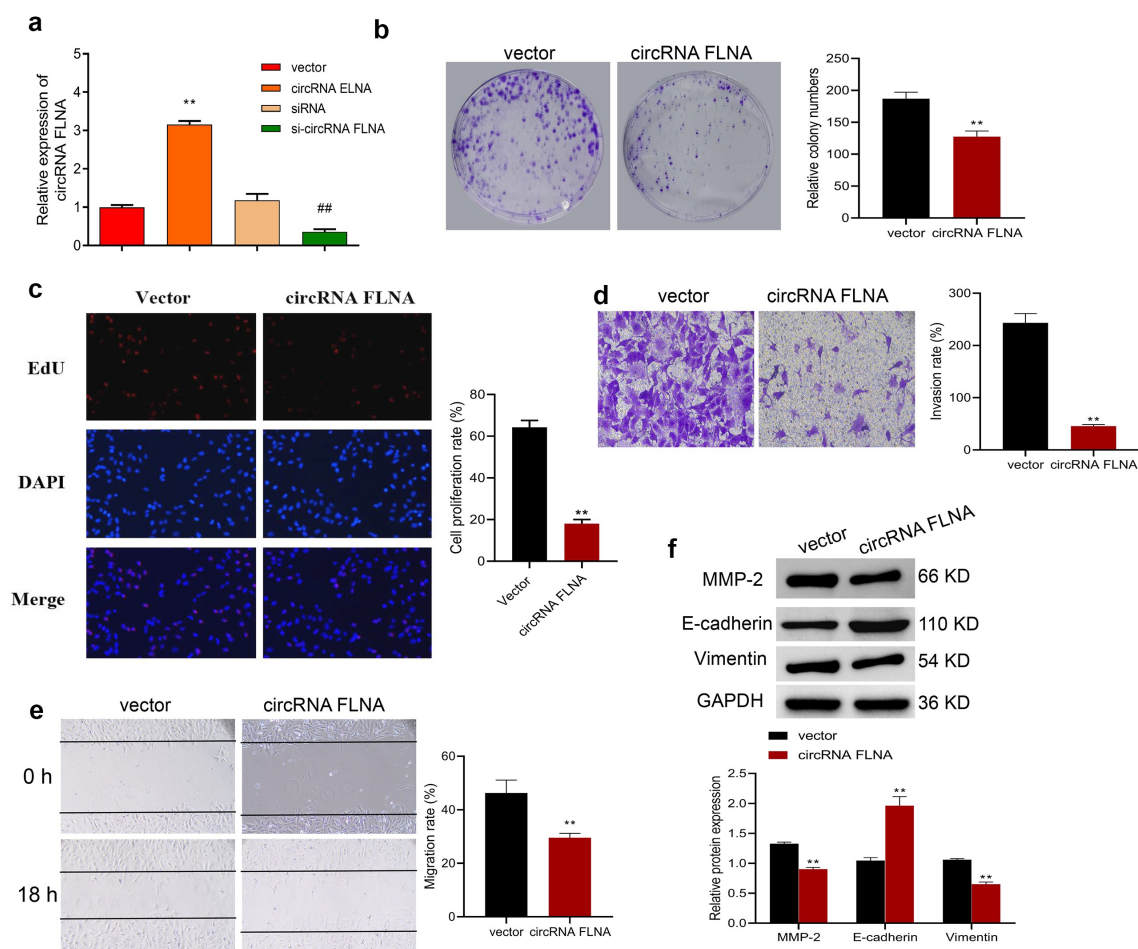 a
Relative expression of
circRNA FLNA
5
4
3
2
1
0
**
##
vector
circRNA ELNA
siRNA
si-circRNA FLNA
b
vector circRNA FLNA
Relative colony numbers
250
200
150
100
50
0
**
vector circRNA FLNA
c
Vector circRNA FLNA
EdU
DAPI
Merge
Cell proliferation rate (%)
80
60
40
20
0
**
Vector
circRNA FLNA
d
vector circRNA FLNA
Invasion rate (%)
300
200
100
0
**
vector circRNA FLNA
e
vector circRNA FLNA
0 h
18 h
Migration rate (%)
60
40
20
0
**
vector circRNA FLNA
f
vector circRNA FLNA
MMP-2 66 KD
E-cadherin 110 KD
Vimentin 54 KD
GAPDH 36 KD
vector
circRNA FLNA
Relative protein expression
2.5
2.0
1.5
1.0
0.5
0.0
** ** **
MMP-2 E-cadherin Vimentin